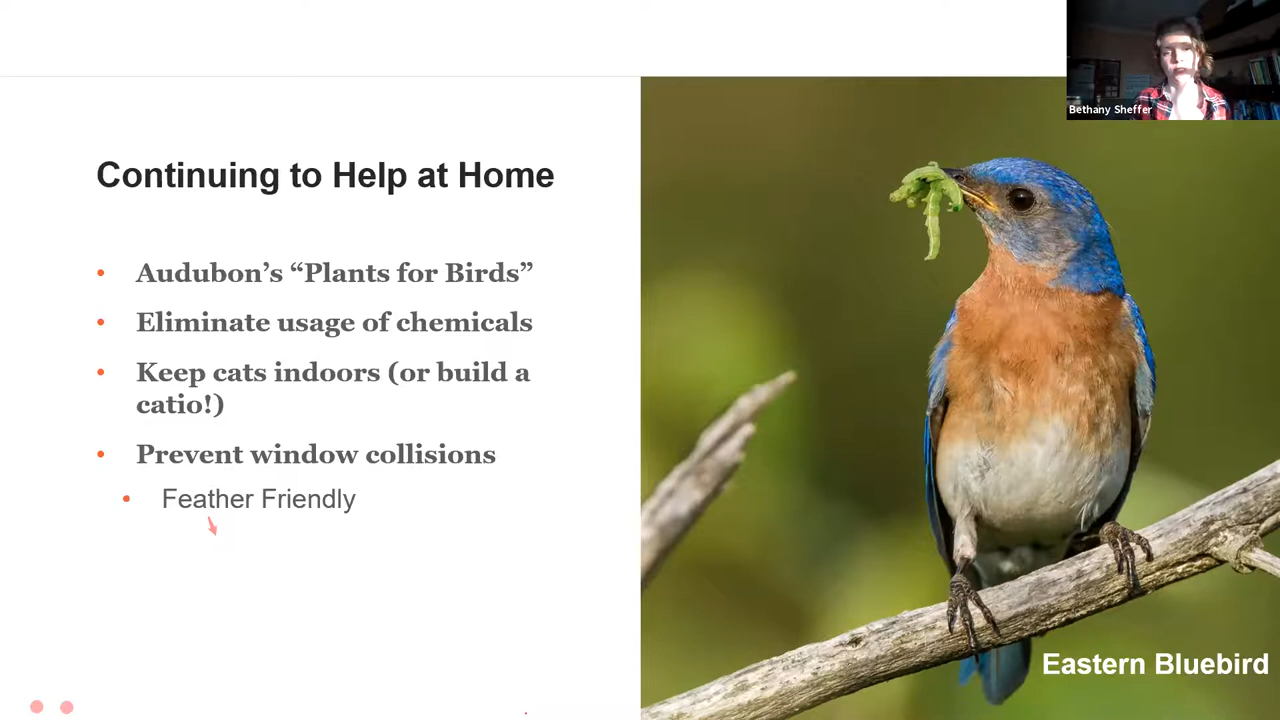 Bethany Sheffer
Continuing to Help at Home
• Audubon’s “Plants for Birds”
• Eliminate usage of chemicals
• Keep cats indoors (or build a
catio!)
• Prevent window collisions
• Feather Friendly
Eastern Bluebird